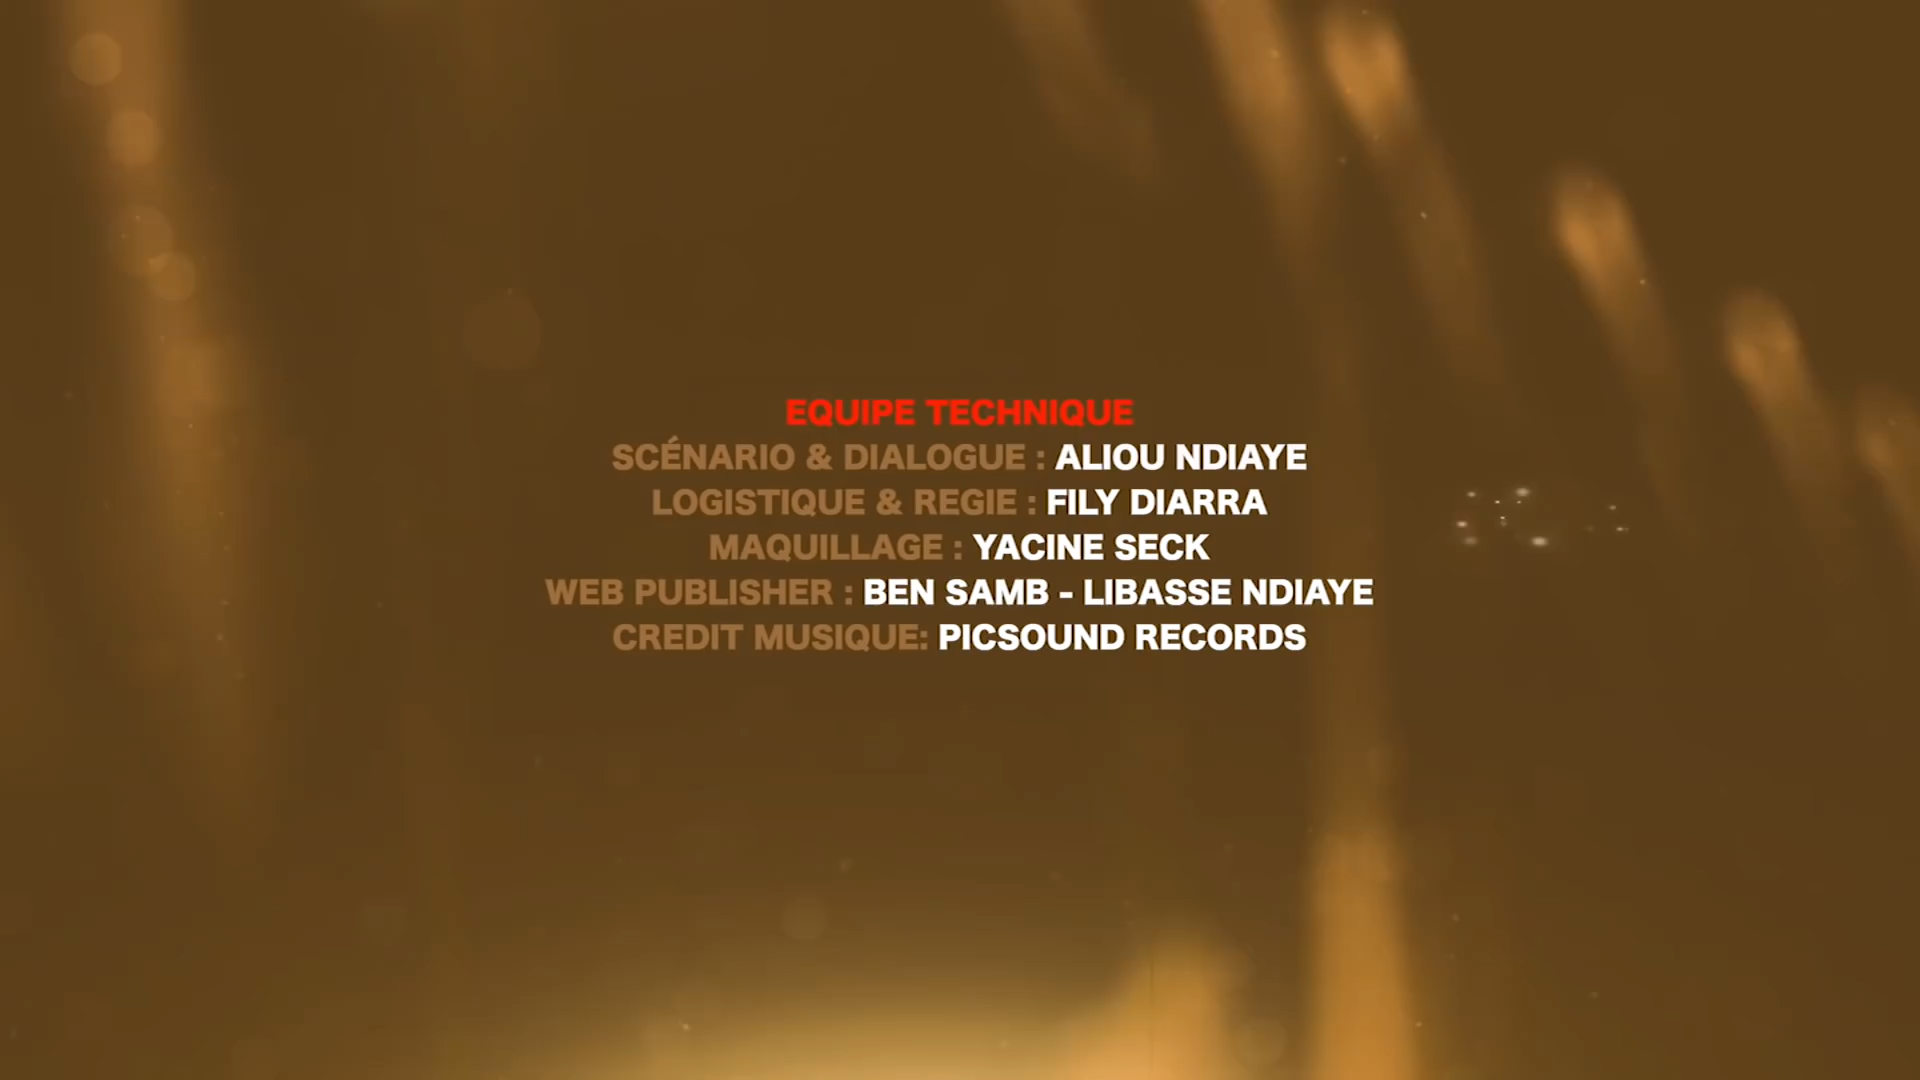 EQUIPE TECHNIQUE
SCÉNARIO & DIALOGUE : ALIOU NDIAYE
LOGISTIQUE & REGIE : FILY DIARRA
MAQUILLAGE : YACINE SECK
WEB PUBLISHER : BEN SAMB - LIBASSE NDIAYE
CREDIT MUSIQUE: PICSOUND RECORDS